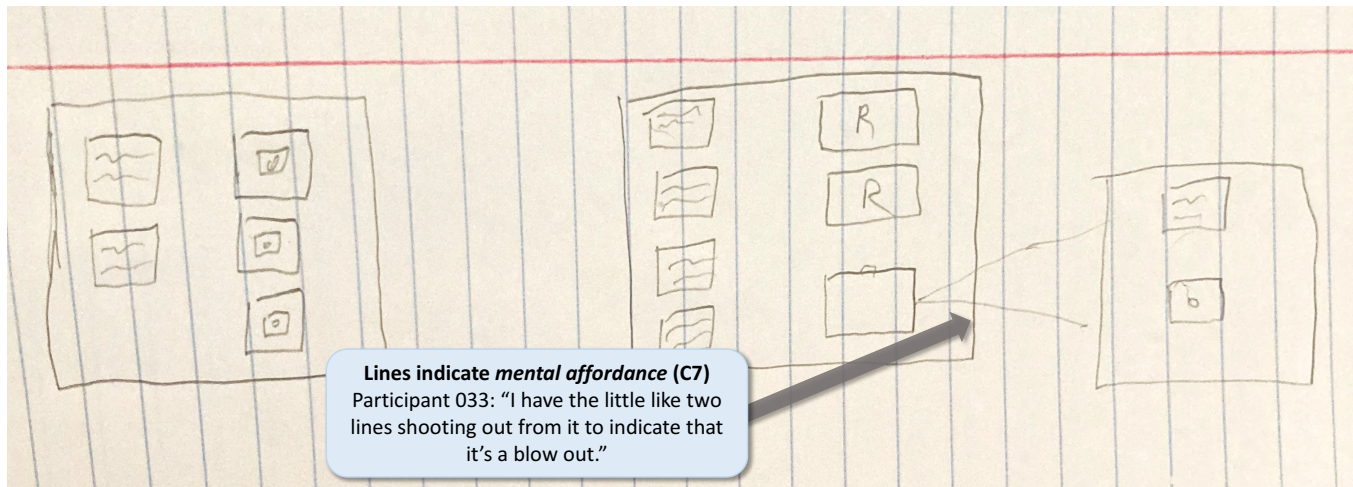 R
R
Lines indicate mental affordance (C7)
Participant 033: “I have the little like two
lines shooting out from it to indicate that
it’s a blow out.”